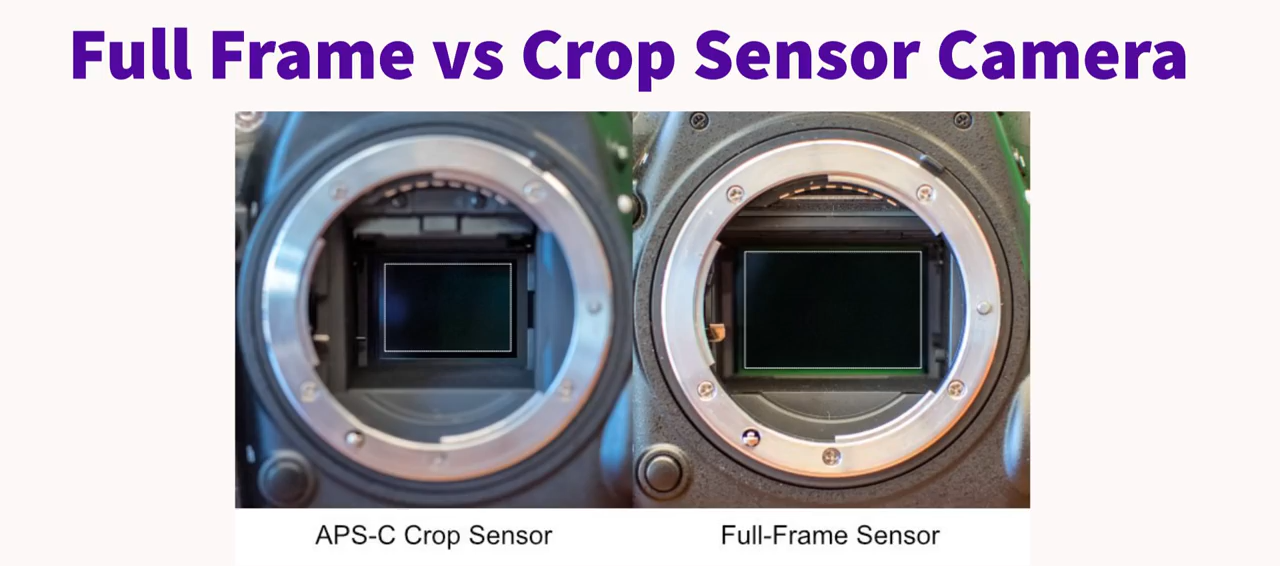 Full Frame vs Crop Sensor Camera
APS-C Crop Sensor
Full-Frame Sensor